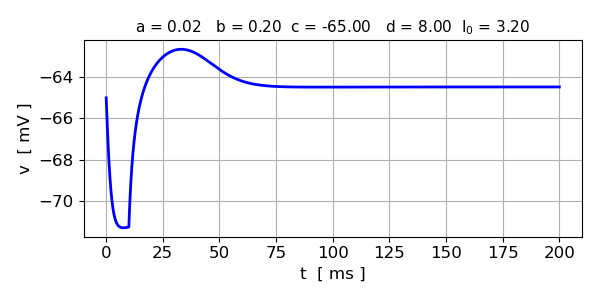 a = 0.02 b = 0.20 c = -65.00 d = 8.00 I₀ = 3.20
v [ mV ]
−64
−66
−68
−70
0 25 50 75 100 125 150 175 200
t [ ms ]